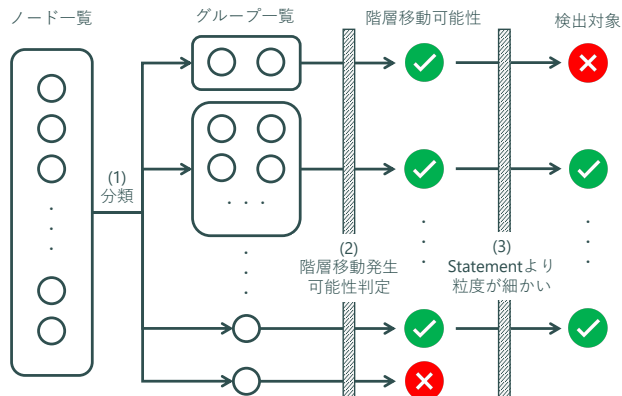 ノード一覧
グループ一覧
階層移動可能性
検出対象
(1)
分類
(2)
階層移動発生
可能性判定
(3)
Statementより
粒度が細かい